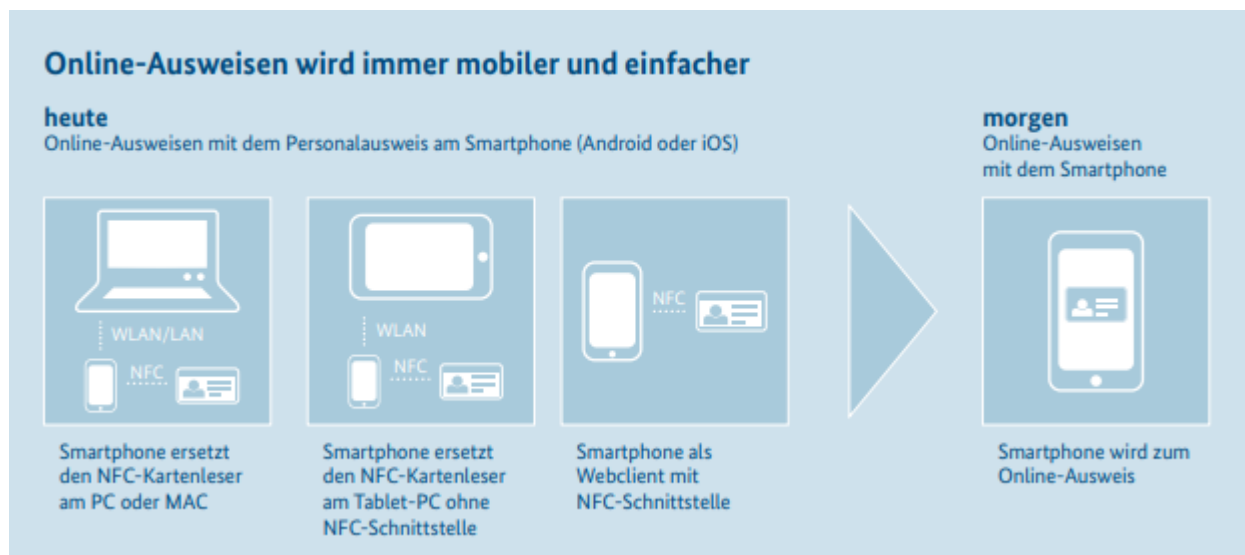 Online-Ausweisen wird immer mobiler und einfacher
heute
Online-Ausweisen mit dem Personalausweis am Smartphone (Android oder iOS)
morgen
Online-Ausweisen
mit dem Smartphone
WLAN/LAN
NFC
WLAN
NFC
NFC
Smartphone ersetzt
den NFC-Kartenleser
am PC oder MAC
Smartphone ersetzt
den NFC-Kartenleser
am Tablet-PC ohne
NFC-Schnittstelle
Smartphone als
Webclient mit
NFC-Schnittstelle
Smartphone wird zum
Online-Ausweis